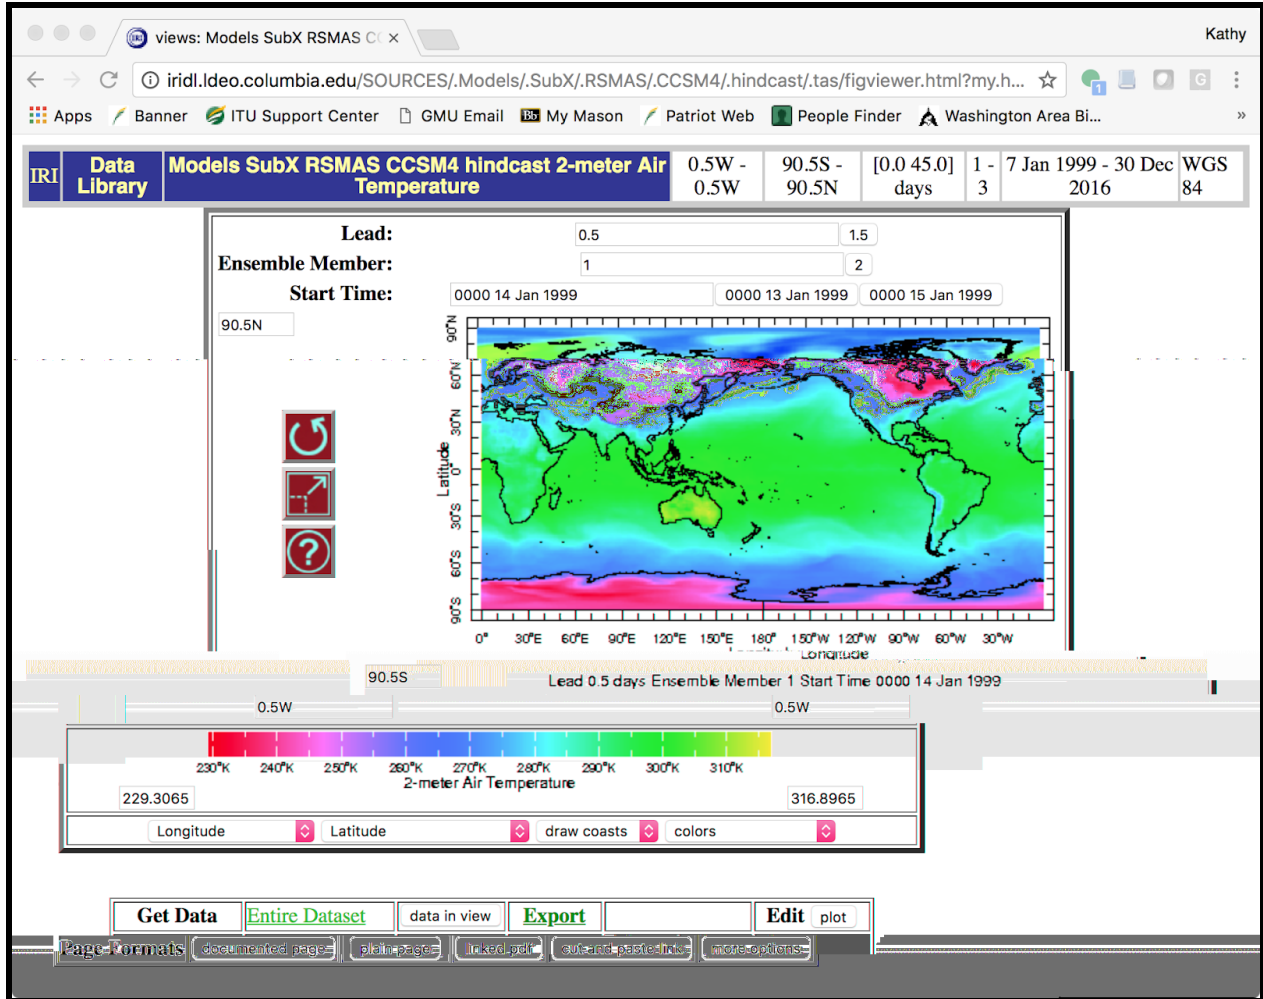 views: Models SubX RSMAS CC
Kathy
iridl.ldeo.columbia.edu/SOURCES/.Models/.SubX/.RSMAS/.CCSM4/.hindcast/.tas/figviewer.html?my.h...
1
G
Apps Banner ITU Support Center GMU Email Bb My Mason Patriot Web People Finder Washington Area Bi... »
IRI Data Library Models SubX RSMAS CCSM4 hindcast 2-meter Air Temperature 0.5W - 0.5W 90.5S - 90.5N [0.0 45.0] days 1 - 3 7 Jan 1999 - 30 Dec 2016 WGS 84
Lead: 0.5 1.5
Ensemble Member: 1 2
Start Time: 0000 14 Jan 1999 0000 13 Jan 1999 0000 15 Jan 1999
90.5N
90°N
60°N
30°N
0°
30°S
60°S
90°S
Latitude
0° 30°E 60°E 90°E 120°E 150°E 180° 150°W 120°W 90°W 60°W 30°W
Longitude
90.5S
Lead 0.5 days Ensemble Member 1 Start Time 0000 14 Jan 1999
0.5W 0.5W
230°K 240°K 250°K 260°K 270°K 280°K 290°K 300°K 310°K
2-meter Air Temperature
229.3065 316.8965
Longitude Latitude draw coasts colors
Get Data Entire Dataset data in view Export Edit plot
Page Formats documented page plain page linked pdf cut-and-paste link more options